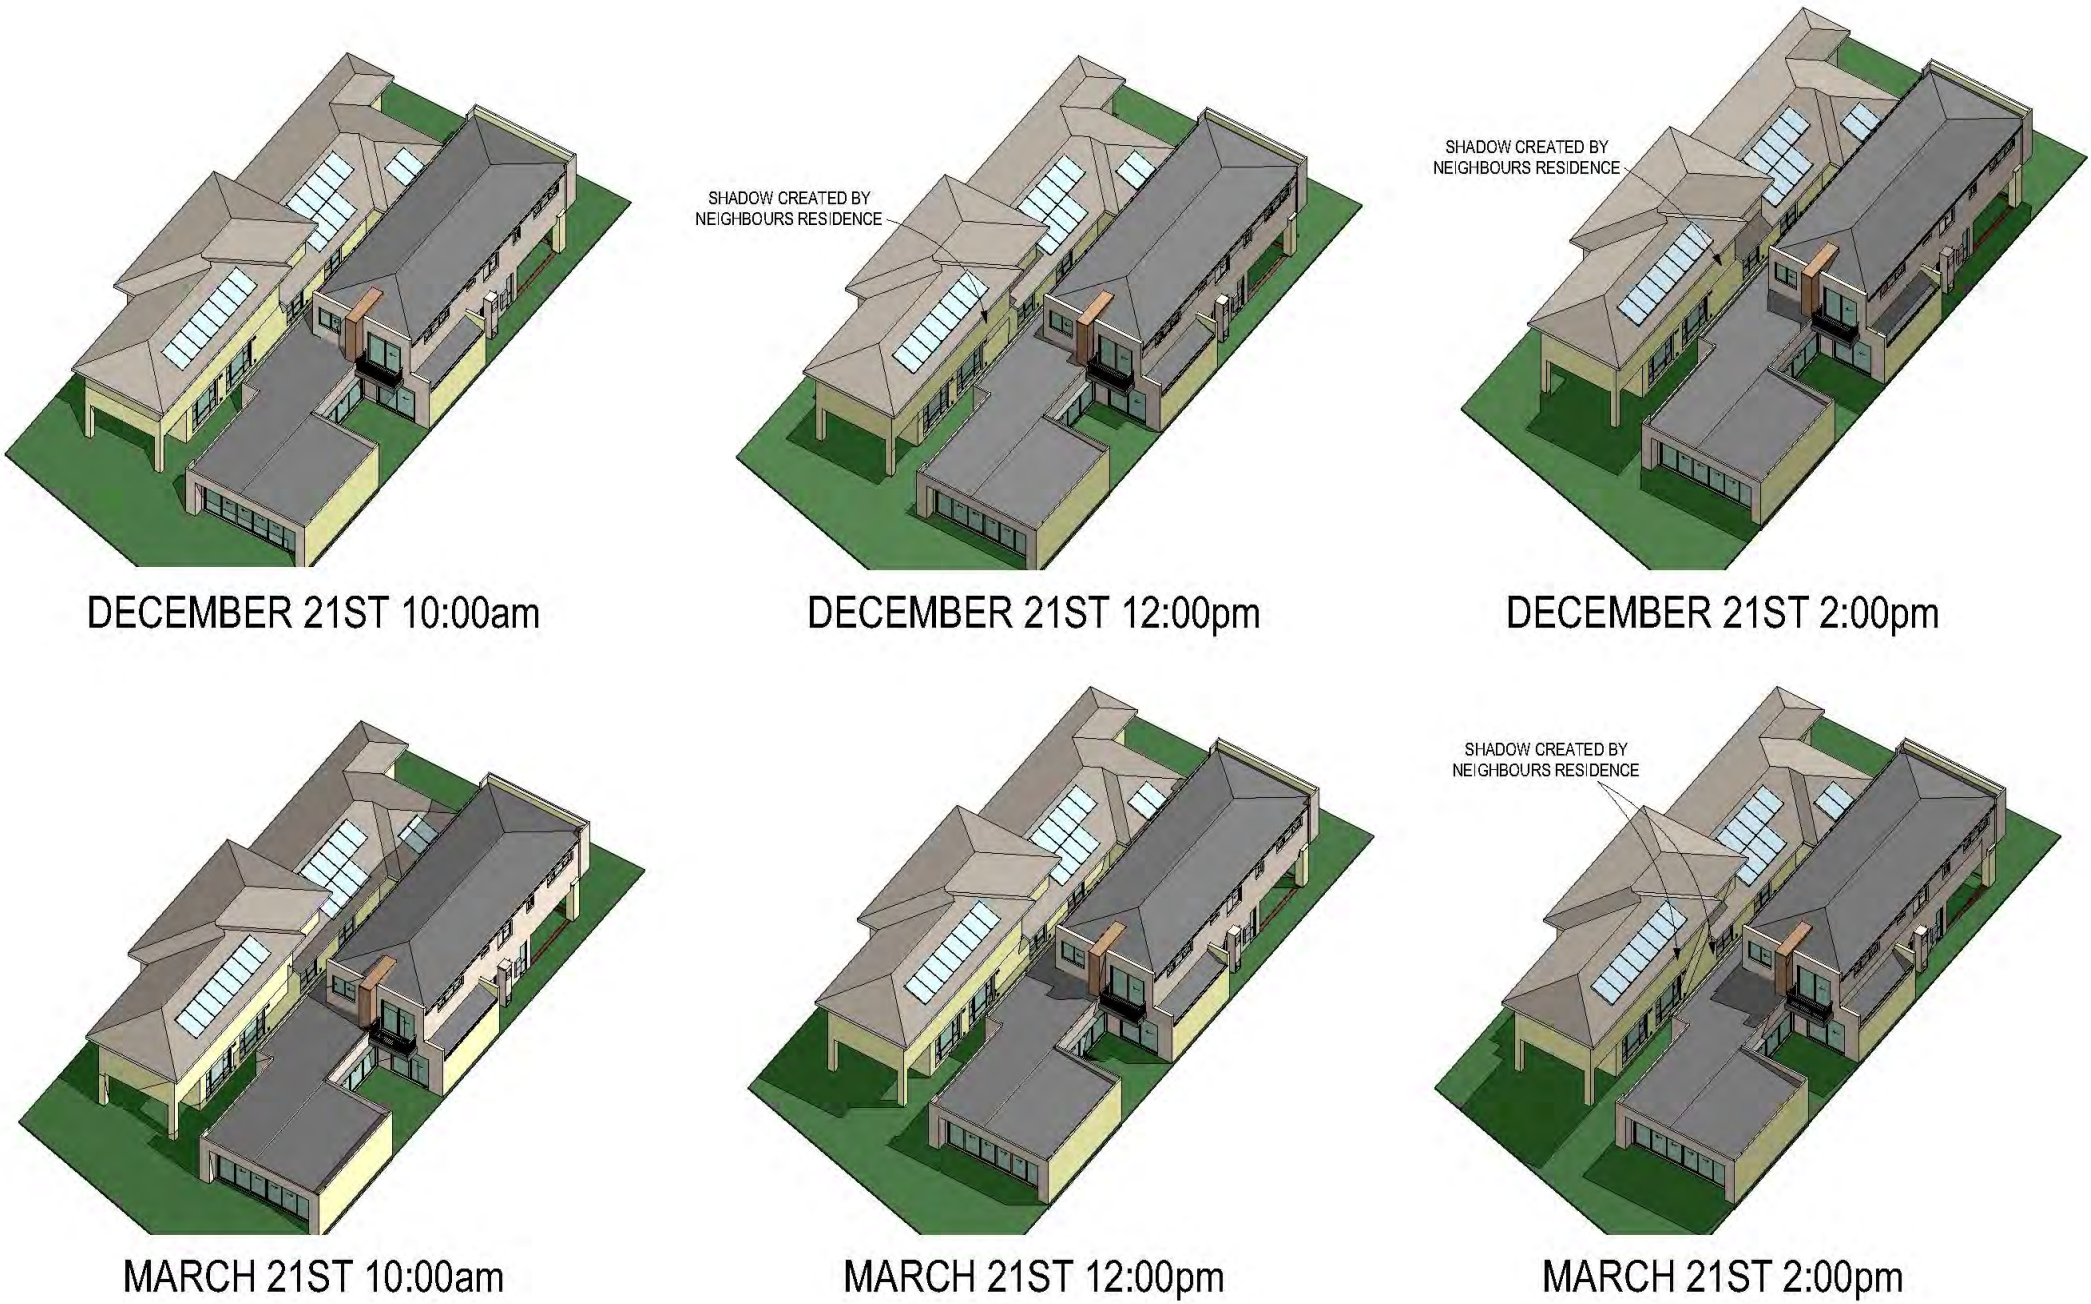 SHADOW CREATED BY
NEIGHBOURS RESIDENCE
SHADOW CREATED BY
NEIGHBOURS RESIDENCE
DECEMBER 21ST 10:00am
DECEMBER 21ST 12:00pm
DECEMBER 21ST 2:00pm
SHADOW CREATED BY
NEIGHBOURS RESIDENCE
MARCH 21ST 10:00am
MARCH 21ST 12:00pm
MARCH 21ST 2:00pm